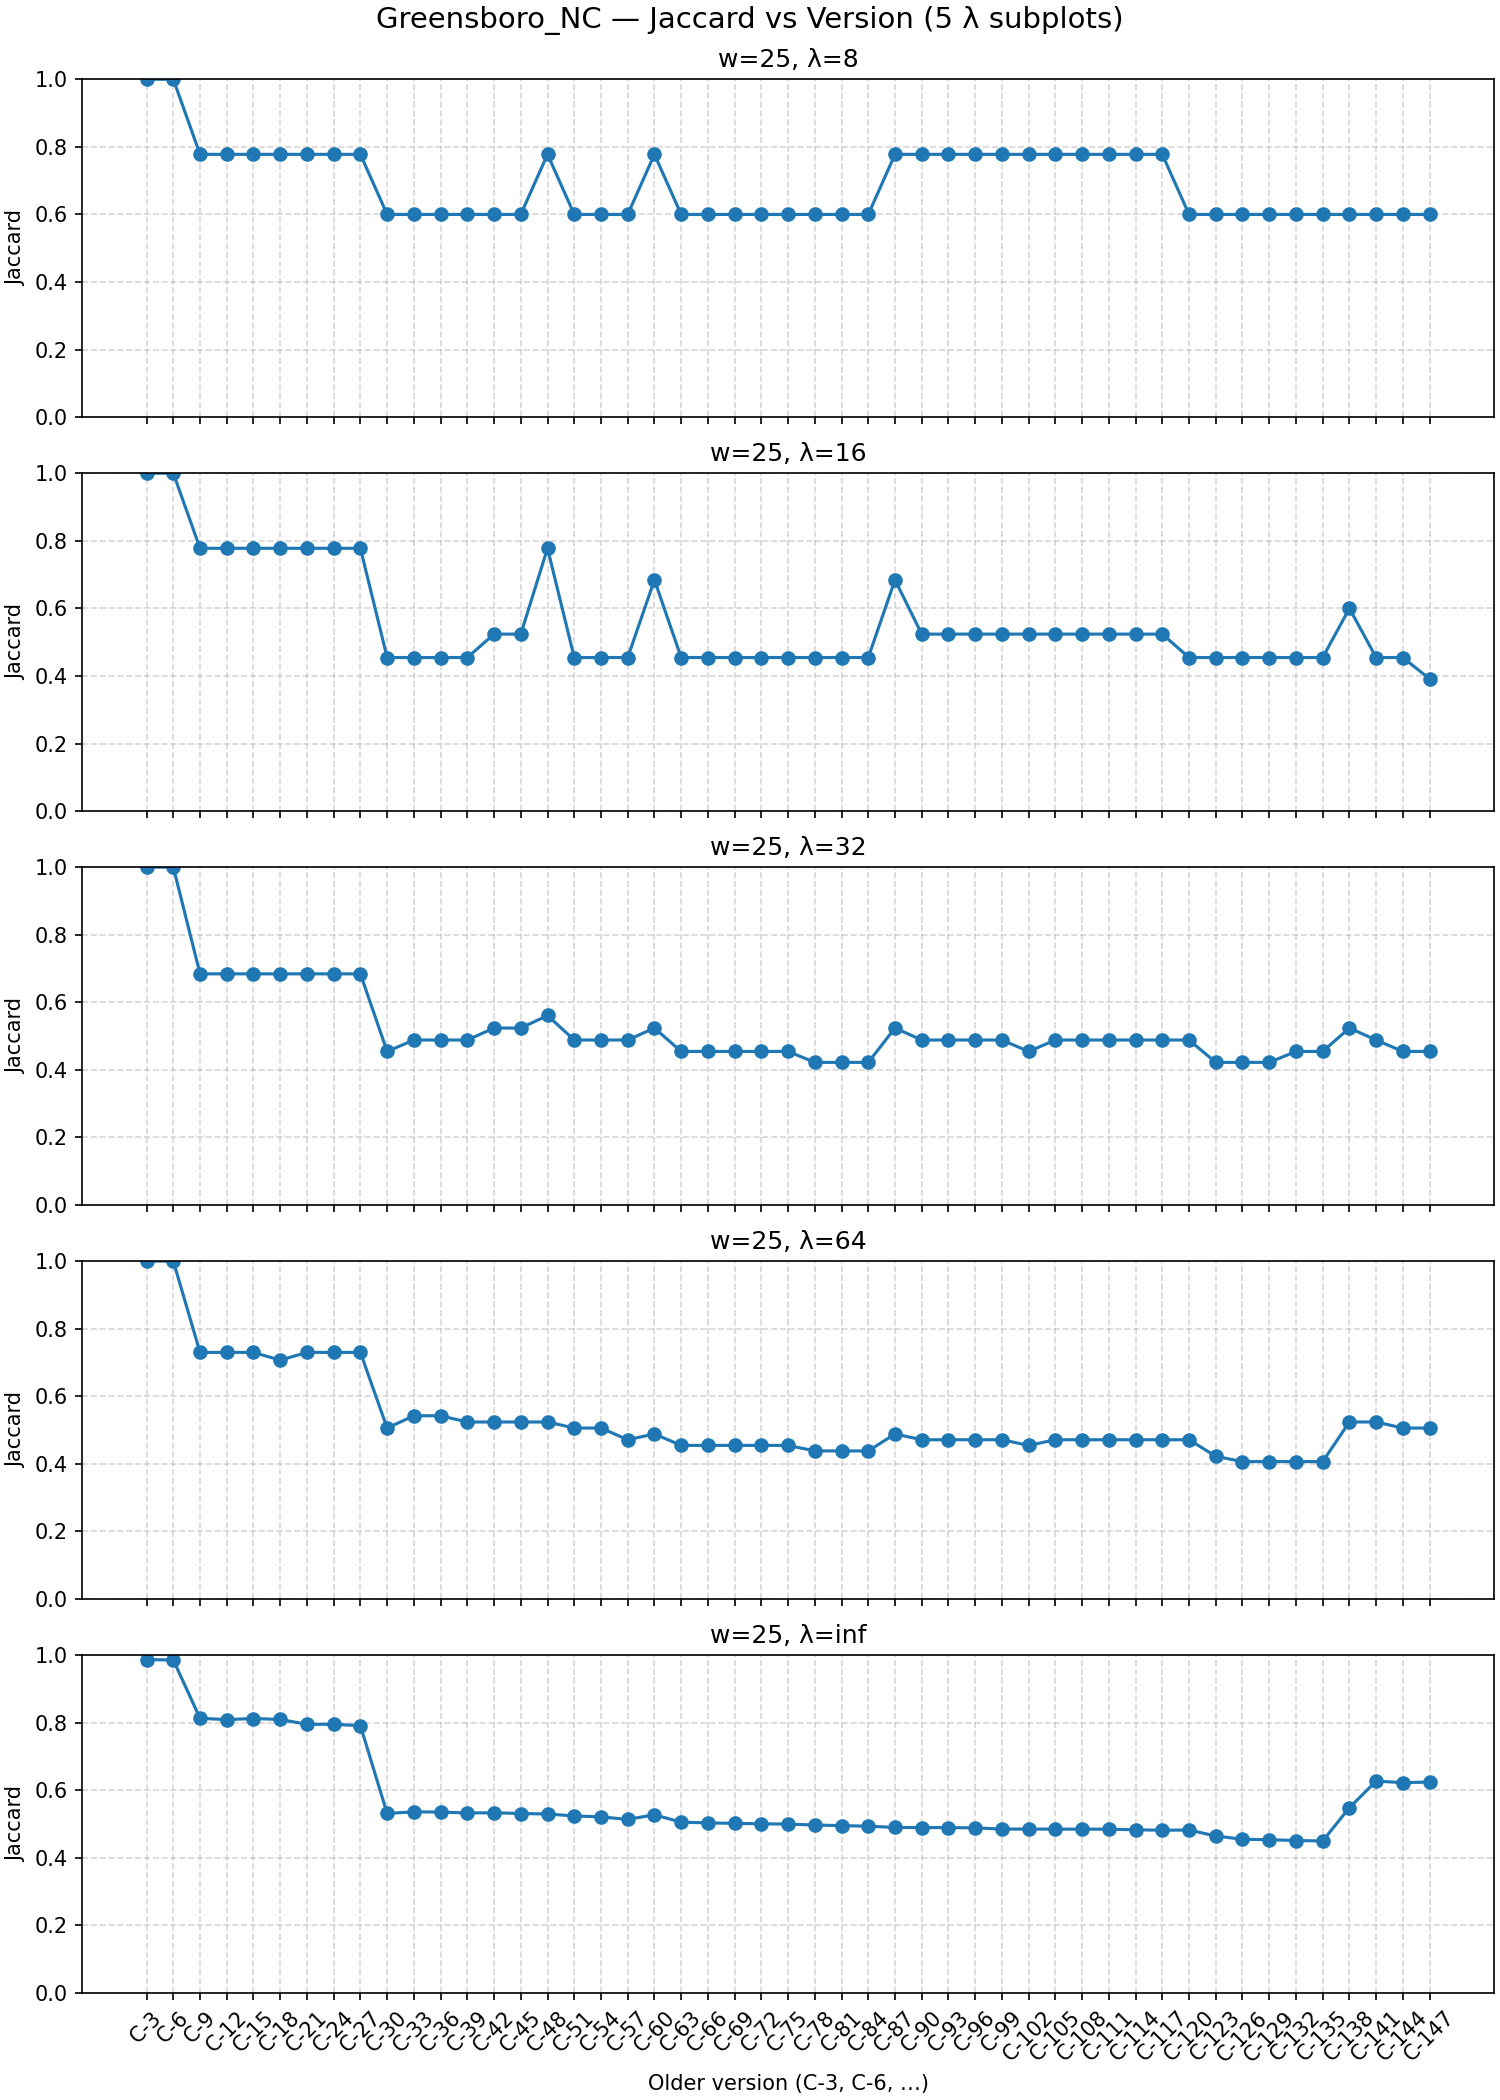 Greensboro_NC — Jaccard vs Version (5 λ subplots)
w=25, λ=8
1.0
0.8
0.6
0.4
0.2
0.0
Jaccard
w=25, λ=16
1.0
0.8
0.6
0.4
0.2
0.0
Jaccard
w=25, λ=32
1.0
0.8
0.6
0.4
0.2
0.0
Jaccard
w=25, λ=64
1.0
0.8
0.6
0.4
0.2
0.0
Jaccard
w=25, λ=inf
1.0
0.8
0.6
0.4
0.2
0.0
Jaccard
C-3 C-6 C-9 C-12 C-15 C-18 C-21 C-24 C-27 C-30 C-33 C-36 C-39 C-42 C-45 C-48 C-51 C-54 C-57 C-60 C-63 C-66 C-69 C-72 C-75 C-78 C-81 C-84 C-87 C-90 C-93 C-96 C-99 C-102 C-105 C-108 C-111 C-114 C-117 C-120 C-123 C-126 C-129 C-132 C-135 C-138 C-141 C-144 C-147
Older version (C-3, C-6, ...)